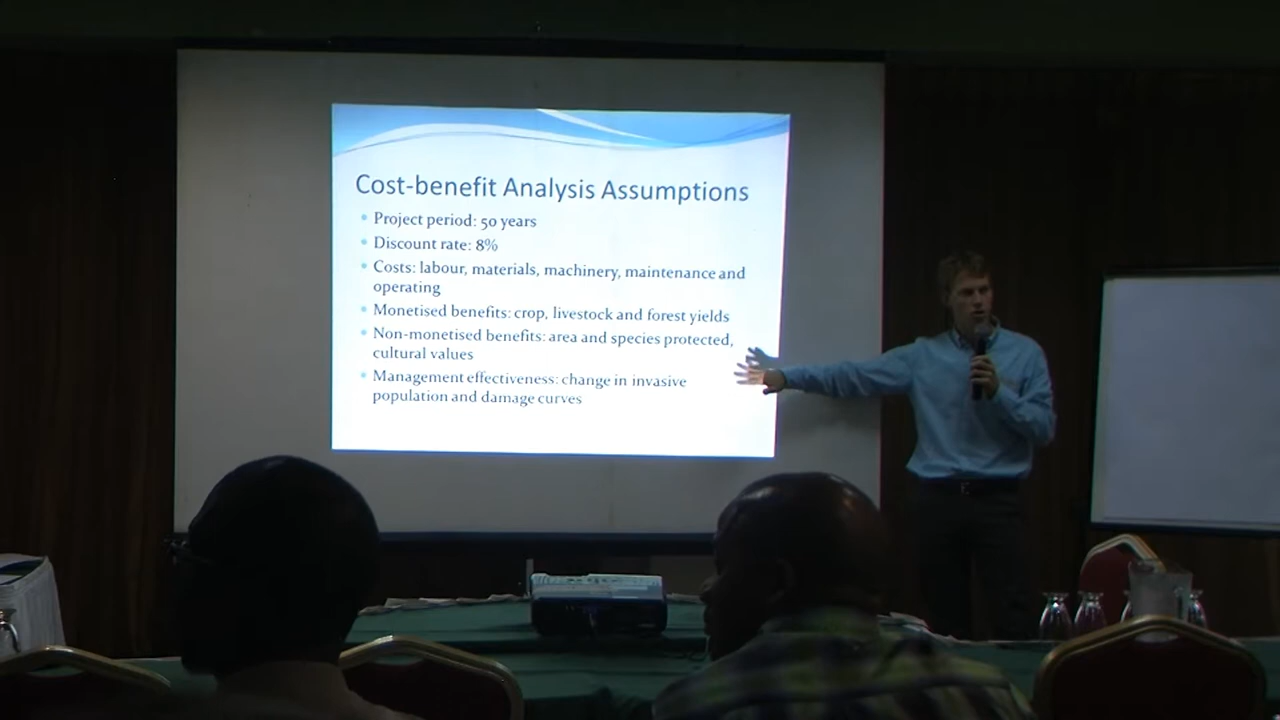 Cost-benefit Analysis Assumptions
Project period: 50 years
Discount rate: 8%
Costs: labour, materials, machinery, maintenance and
operating
Monetised benefits: crop, livestock and forest yields
Non-monetised benefits: area and species protected,
cultural values
Management effectiveness: change in invasive
population and damage curves